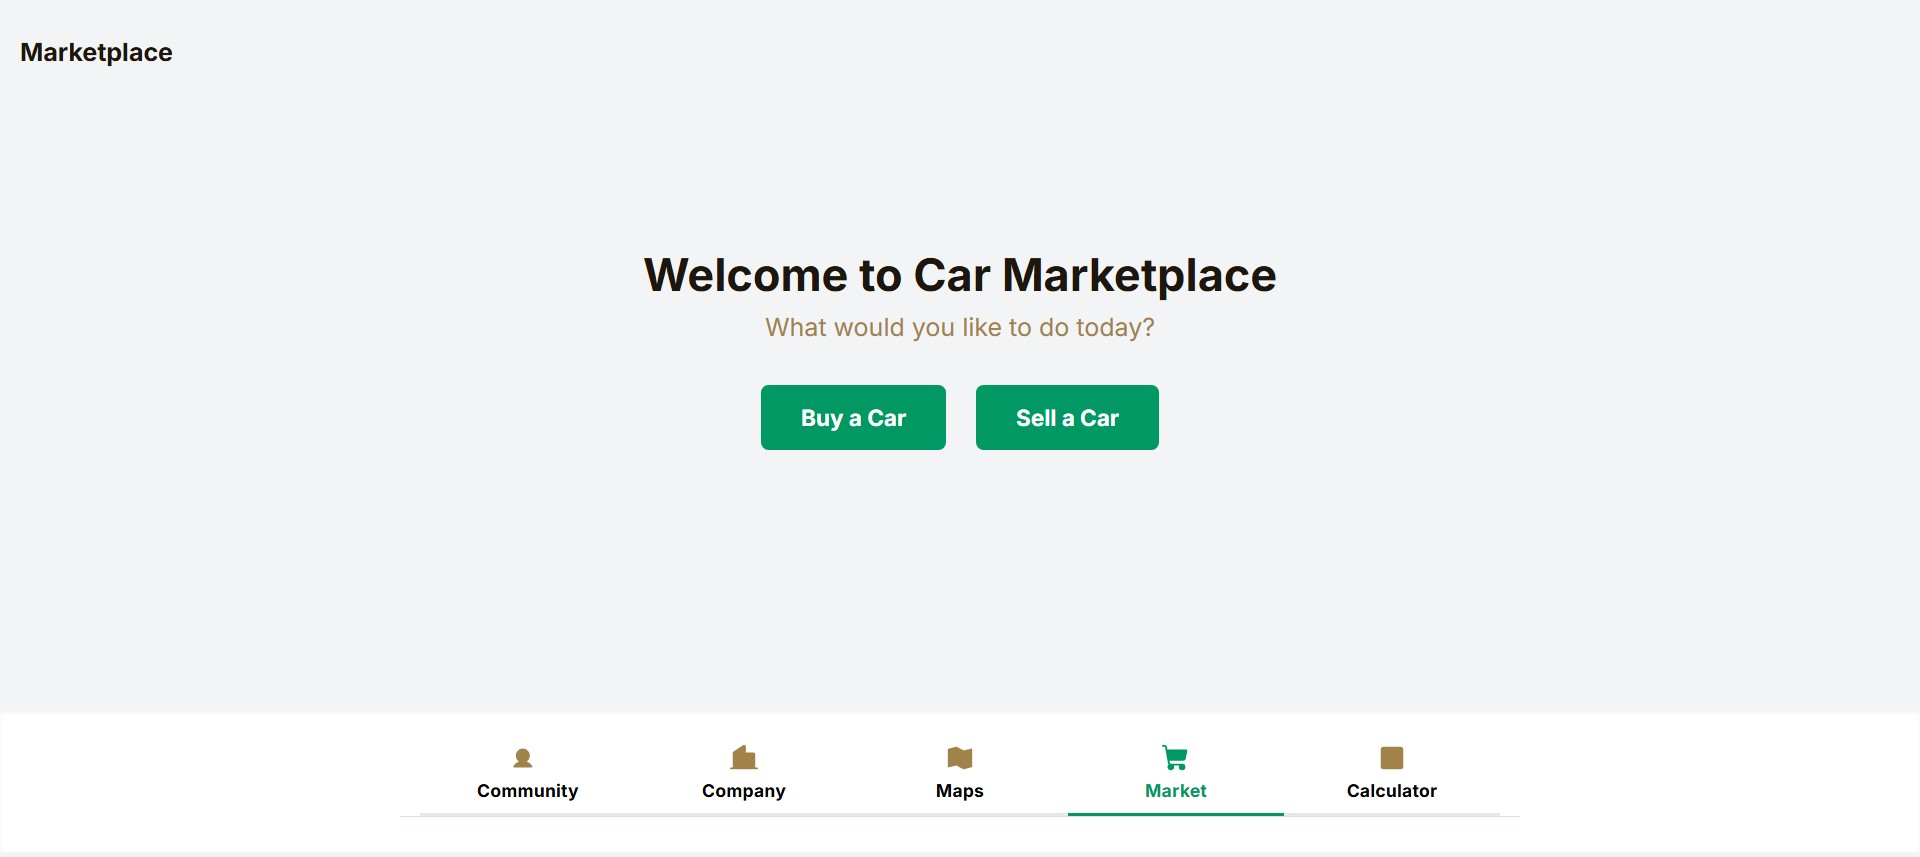 Marketplace
Welcome to Car Marketplace
What would you like to do today?
Buy a Car Sell a Car
Community Company Maps Market Calculator